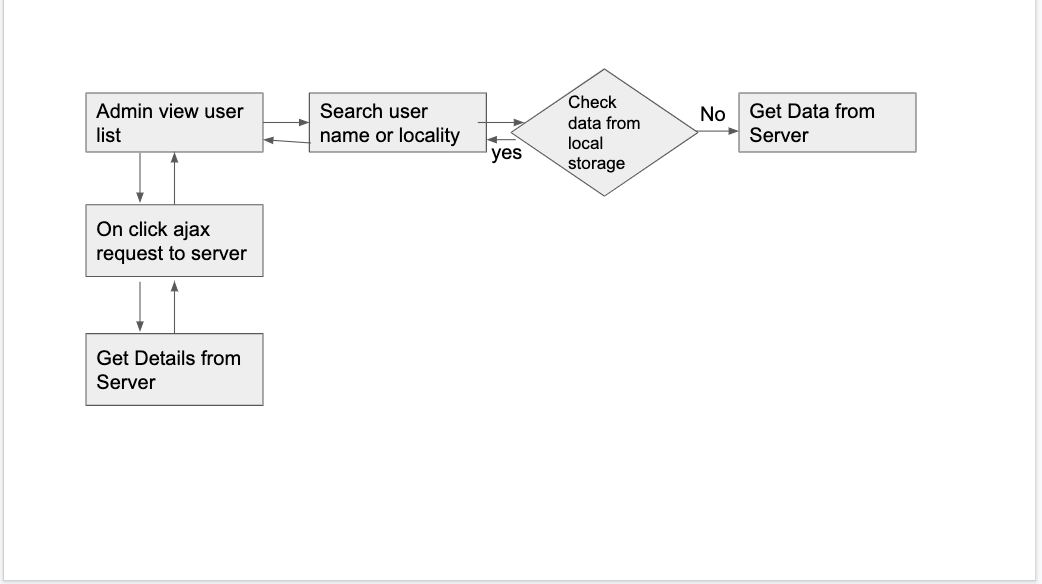 Admin view user
list
Search user
name or locality
yes
Check
data from
local
storage
No
Get Data from
Server
On click ajax
request to server
Get Details from
Server